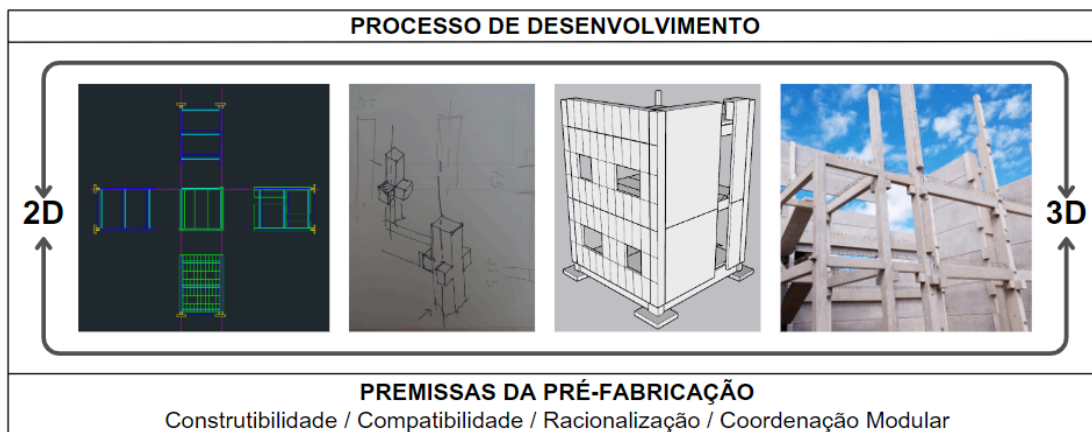 PROCESSO DE DESENVOLVIMENTO
2D
3D
PREMISSAS DA PRÉ-FABRICAÇÃO
Construtibilidade / Compatibilidade / Racionalização / Coordenação Modular